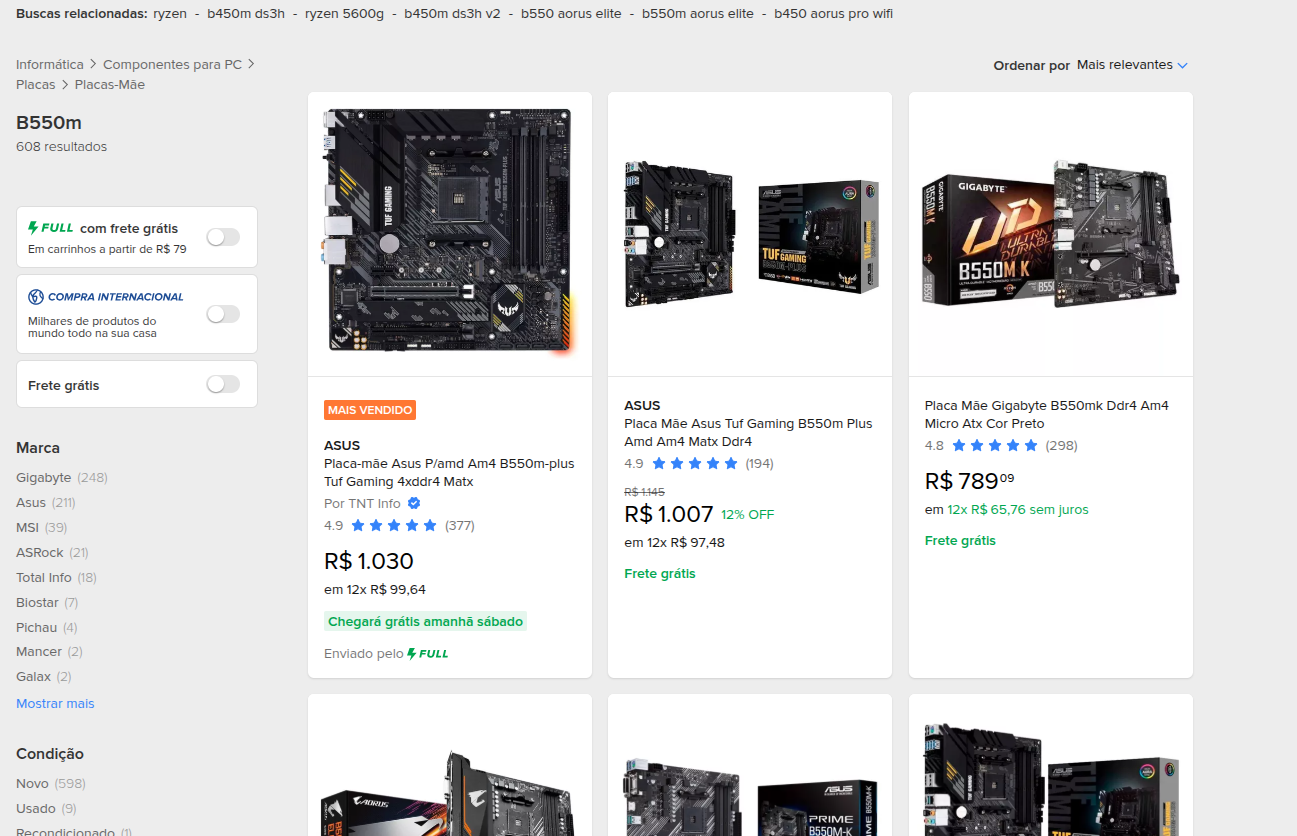 Buscas relacionadas: ryzen - b450m ds3h - ryzen 5600g - b450m ds3h v2 - b550 aorus elite - b550m aorus elite - b450 aorus pro wifi
Informática > Componentes para PC >
Placas > Placas-Mãe
Ordenar por Mais relevantes
B550m
608 resultados
FULL com frete grátis
Em carrinhos a partir de R$ 79
COMPRA INTERNACIONAL
Milhares de produtos do
mundo todo na sua casa
Frete grátis
Marca
Gigabyte (248)
Asus (211)
MSI (39)
ASRock (21)
Total Info (18)
Biostar (7)
Pichau (4)
Mancer (2)
Galax (2)
Mostrar mais
Condição
Novo (598)
Usado (9)
Recondicionado (1)
TUF GAMING
MAIS VENDIDO
ASUS
Placa-mãe Asus P/amd Am4 B550m-plus
Tuf Gaming 4xddr4 Matx
Por TNT Info
4.9 (377)
R$ 1.030
em 12x R$ 99,64
Chegará grátis amanhã sábado
Enviado pelo FULL
ASUS
TUF GAMING
B550M-PLUS
ASUS
Placa Mãe Asus Tuf Gaming B550m Plus
Amd Am4 Matx Ddr4
4.9 (194)
R$ 1.145
R$ 1.007 12% OFF
em 12x R$ 97,48
Frete grátis
GIGABYTE
UD
ULTRA
DURABLE
B550M K
Placa Mãe Gigabyte B550mk Ddr4 Am4
Micro Atx Cor Preto
4.8 (298)
R$ 789 09
em 12x R$ 65,76 sem juros
Frete grátis
AORUS
ASUS
PRIME
B550M-K
ASUS